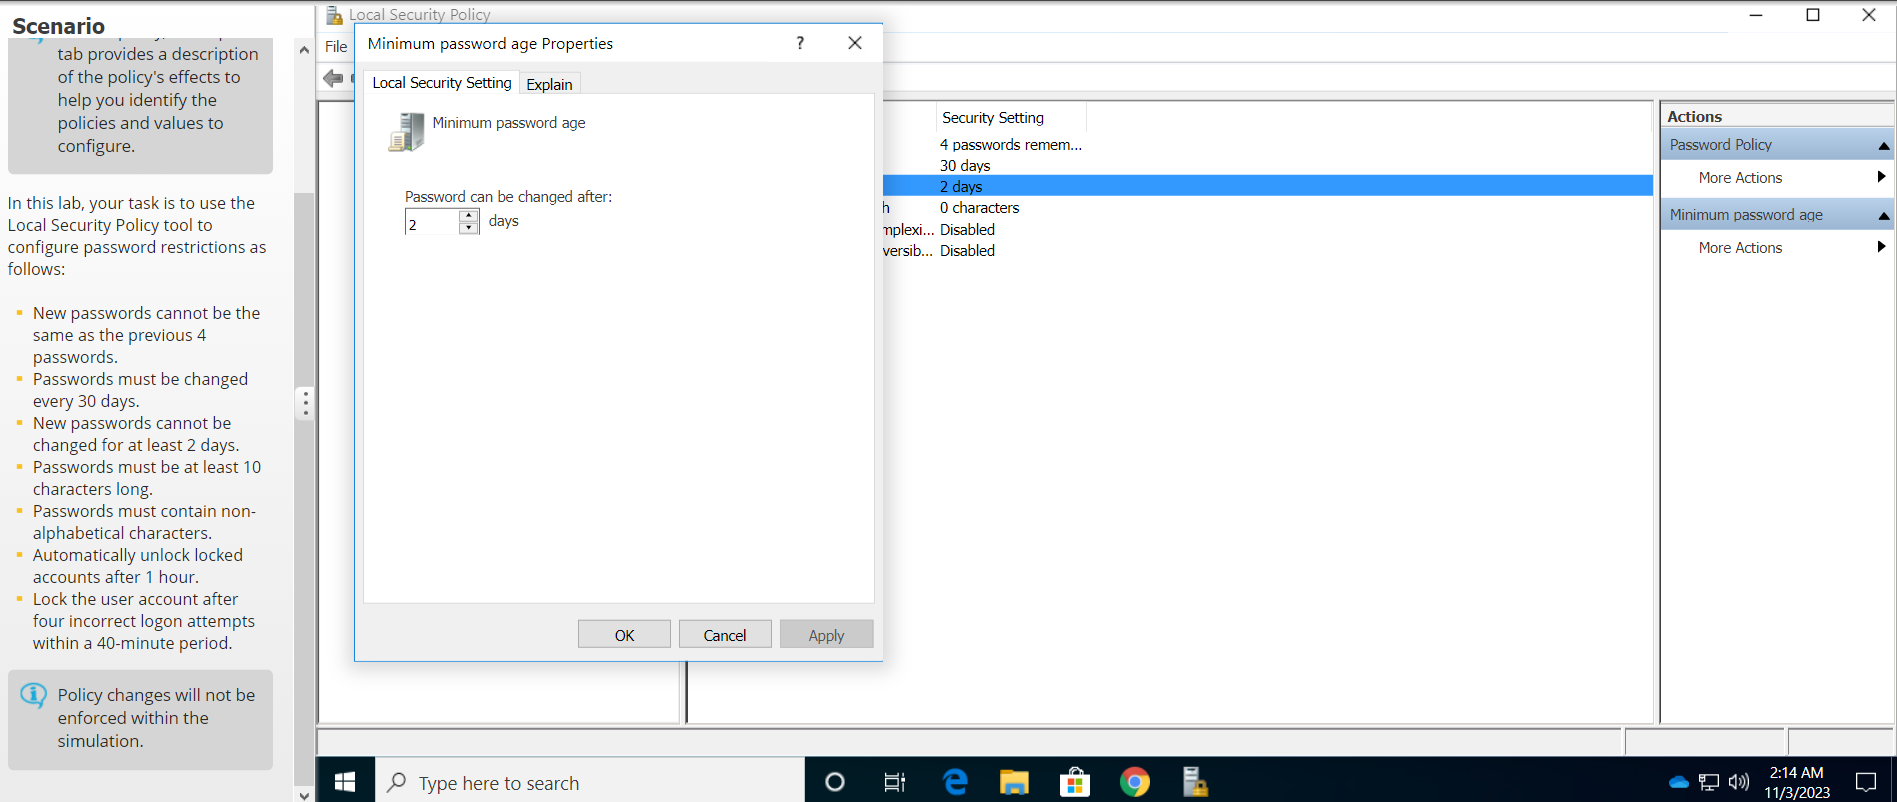 Scenario
tab provides a description
of the policy's effects to
help you identify the
policies and values to
configure.
In this lab, your task is to use the
Local Security Policy tool to
configure password restrictions as
follows:
New passwords cannot be the
same as the previous 4
passwords.
Passwords must be changed
every 30 days.
New passwords cannot be
changed for at least 2 days.
Passwords must be at least 10
characters long.
Passwords must contain non-
alphabetical characters.
Automatically unlock locked
accounts after 1 hour.
Lock the user account after
four incorrect logon attempts
within a 40-minute period.
Policy changes will not be
enforced within the
simulation.
Local Security Policy
File
Minimum password age Properties
?
Local Security Setting
Explain
Minimum password age
Password can be changed after:
2
days
OK
Cancel
Apply
Security Setting
4 passwords remem...
30 days
2 days
h 0 characters
mplexi... Disabled
versib... Disabled
Actions
Password Policy
More Actions
Minimum password age
More Actions
Type here to search
2:14 AM
11/3/2023